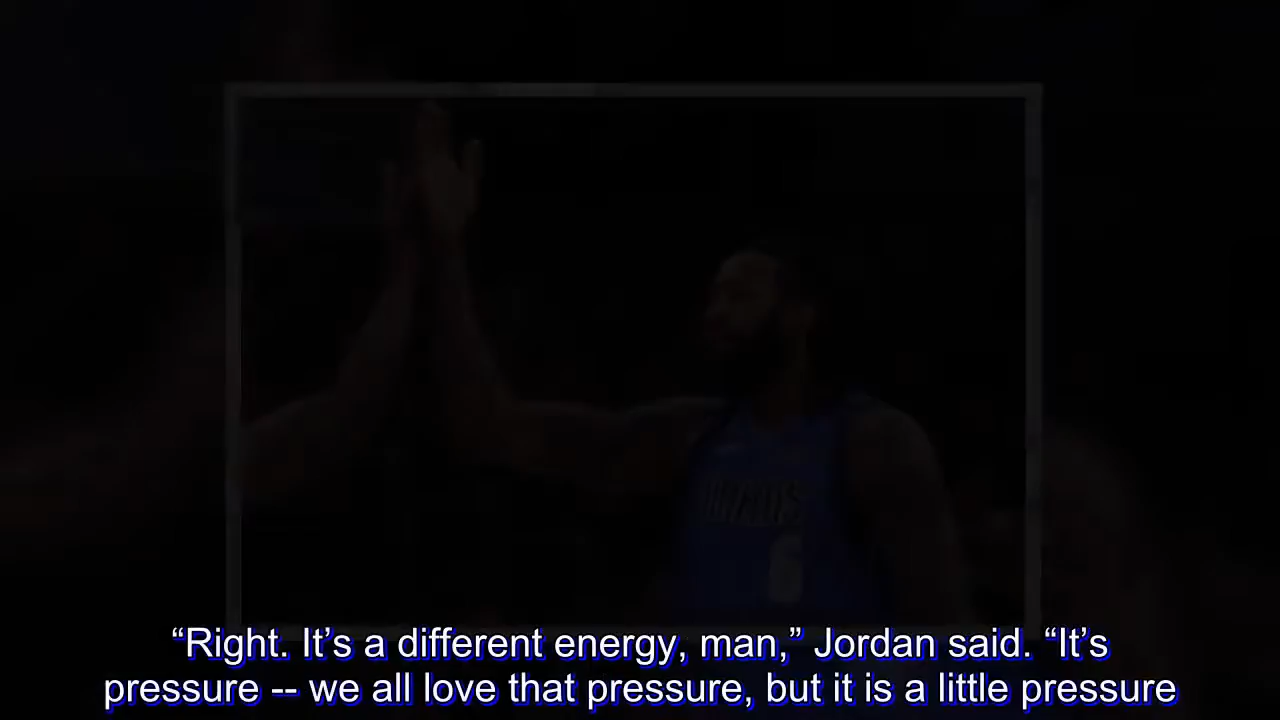 “Right. It’s a different energy, man,” Jordan said. “It’s
pressure -- we all love that pressure, but it is a little pressure
6